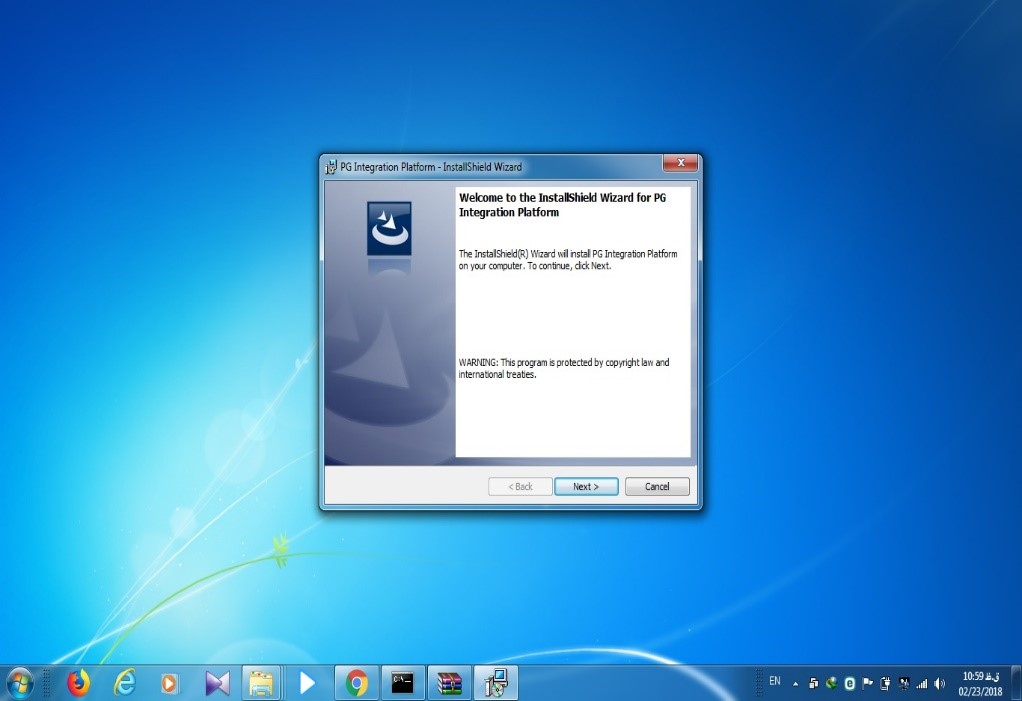 PG Integration Platform - InstallShield Wizard
Welcome to the InstallShield Wizard for PG
Integration Platform
The InstallShield(R) Wizard will install PG Integration Platform
on your computer. To continue, click Next.
WARNING: This program is protected by copyright law and
international treaties.
< Back
Next >
Cancel
C:\_
EN
10:59 ق.ظ
02/23/2018